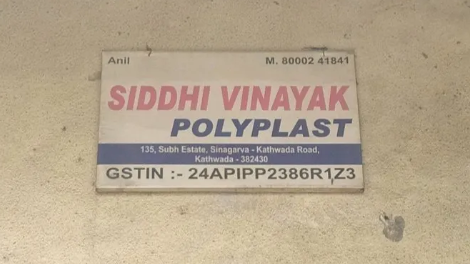 Anil M. 80002 41841
SIDDHI VINAYAK
POLYPLAST
135, Subh Estate, Sinagarva - Kathwada Road,
Kathwada - 382430
GSTIN :- 24APIPP2386R1Z3